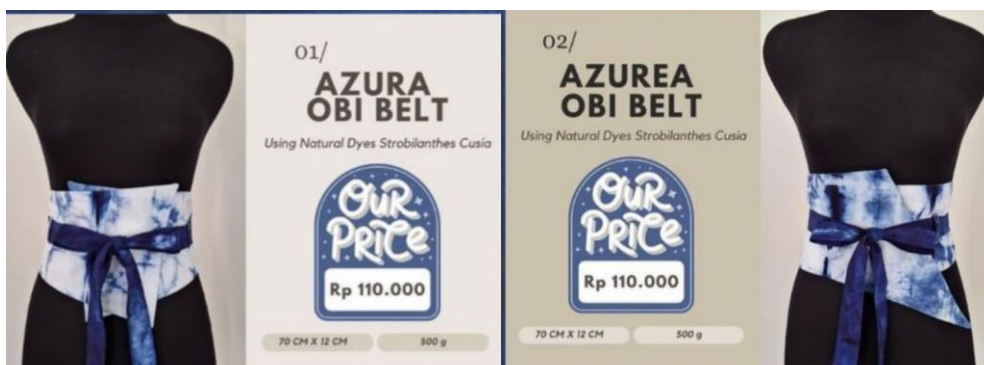 01/
AZURA
OBI BELT
Using Natural Dyes Strobilanthes Cusia
OUR
PRICE
Rp 110.000
70 CM X 12 CM
500 g
02/
AZUREA
OBI BELT
Using Natural Dyes Strobilanthes Cusia
OUR
PRICE
Rp 110.000
70 CM X 12 CM
500 g